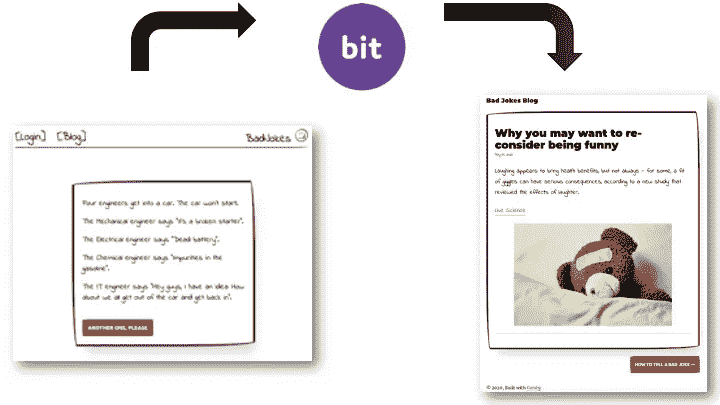 bit
[Login] [Blog] BadJokes
Four engineers get into a car. The car won't start.
The Mechanical engineer says "It's a broken starter".
The Electrical engineer says "Dead battery".
The Chemical engineer says "Impurities in the
gasoline".
The IT engineer says "Hey guys, I have an idea: How
about we all get out of the car and get back in".
ANOTHER ONE, PLEASE
Bad Jokes Blog
Why you may want to re-
consider being funny
Laughing appears to bring health benefits, but not always - for some, a fit
of giggles can have serious consequences, according to a new study that
reviewed the effects of laughter.
Live Science
HOW TO TELL A BAD JOKE →
© 2020, Built with Gatsby